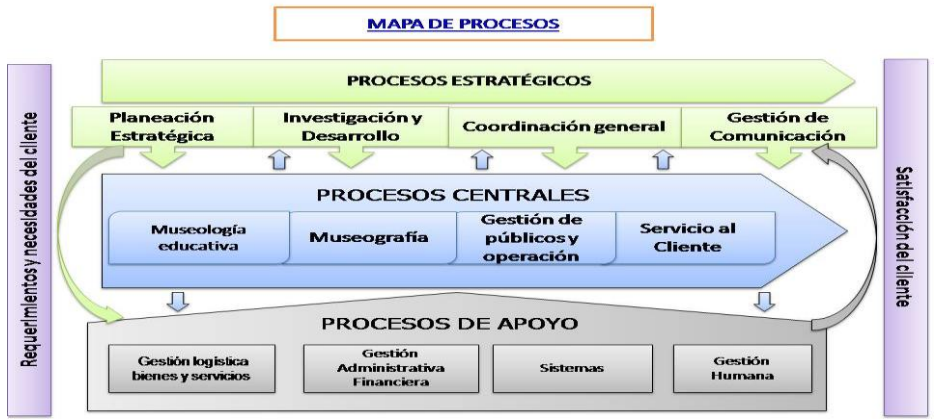 MAPA DE PROCESOS
Requerimientos y necesidades del cliente
PROCESOS ESTRATÉGICOS
Planeación
Estratégica
Investigación y
Desarrollo
Coordinación general
Gestión de
Comunicación
PROCESOS CENTRALES
Museología
educativa
Museografía
Gestión de
públicos y
operación
Servicio al
Cliente
PROCESOS DE APOYO
Gestión logística
bienes y servicios
Gestión
Administrativa
Financiera
Sistemas
Gestión
Humana
Satisfacción del cliente